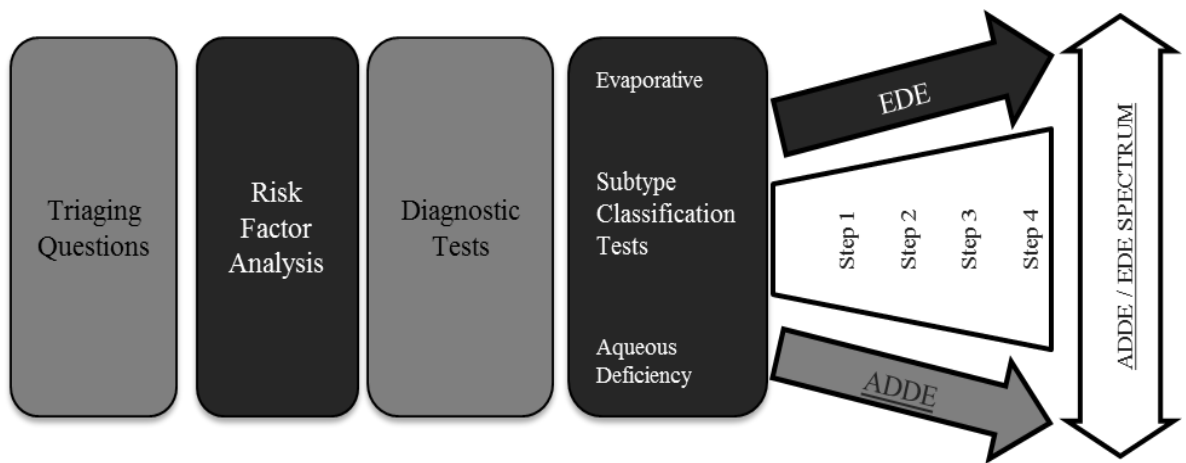 Triaging
Questions
Risk
Factor
Analysis
Diagnostic
Tests
Evaporative
Subtype
Classification
Tests
Aqueous
Deficiency
EDE
Step 1
Step 2
Step 3
Step 4
ADDE
ADDE / EDE SPECTRUM